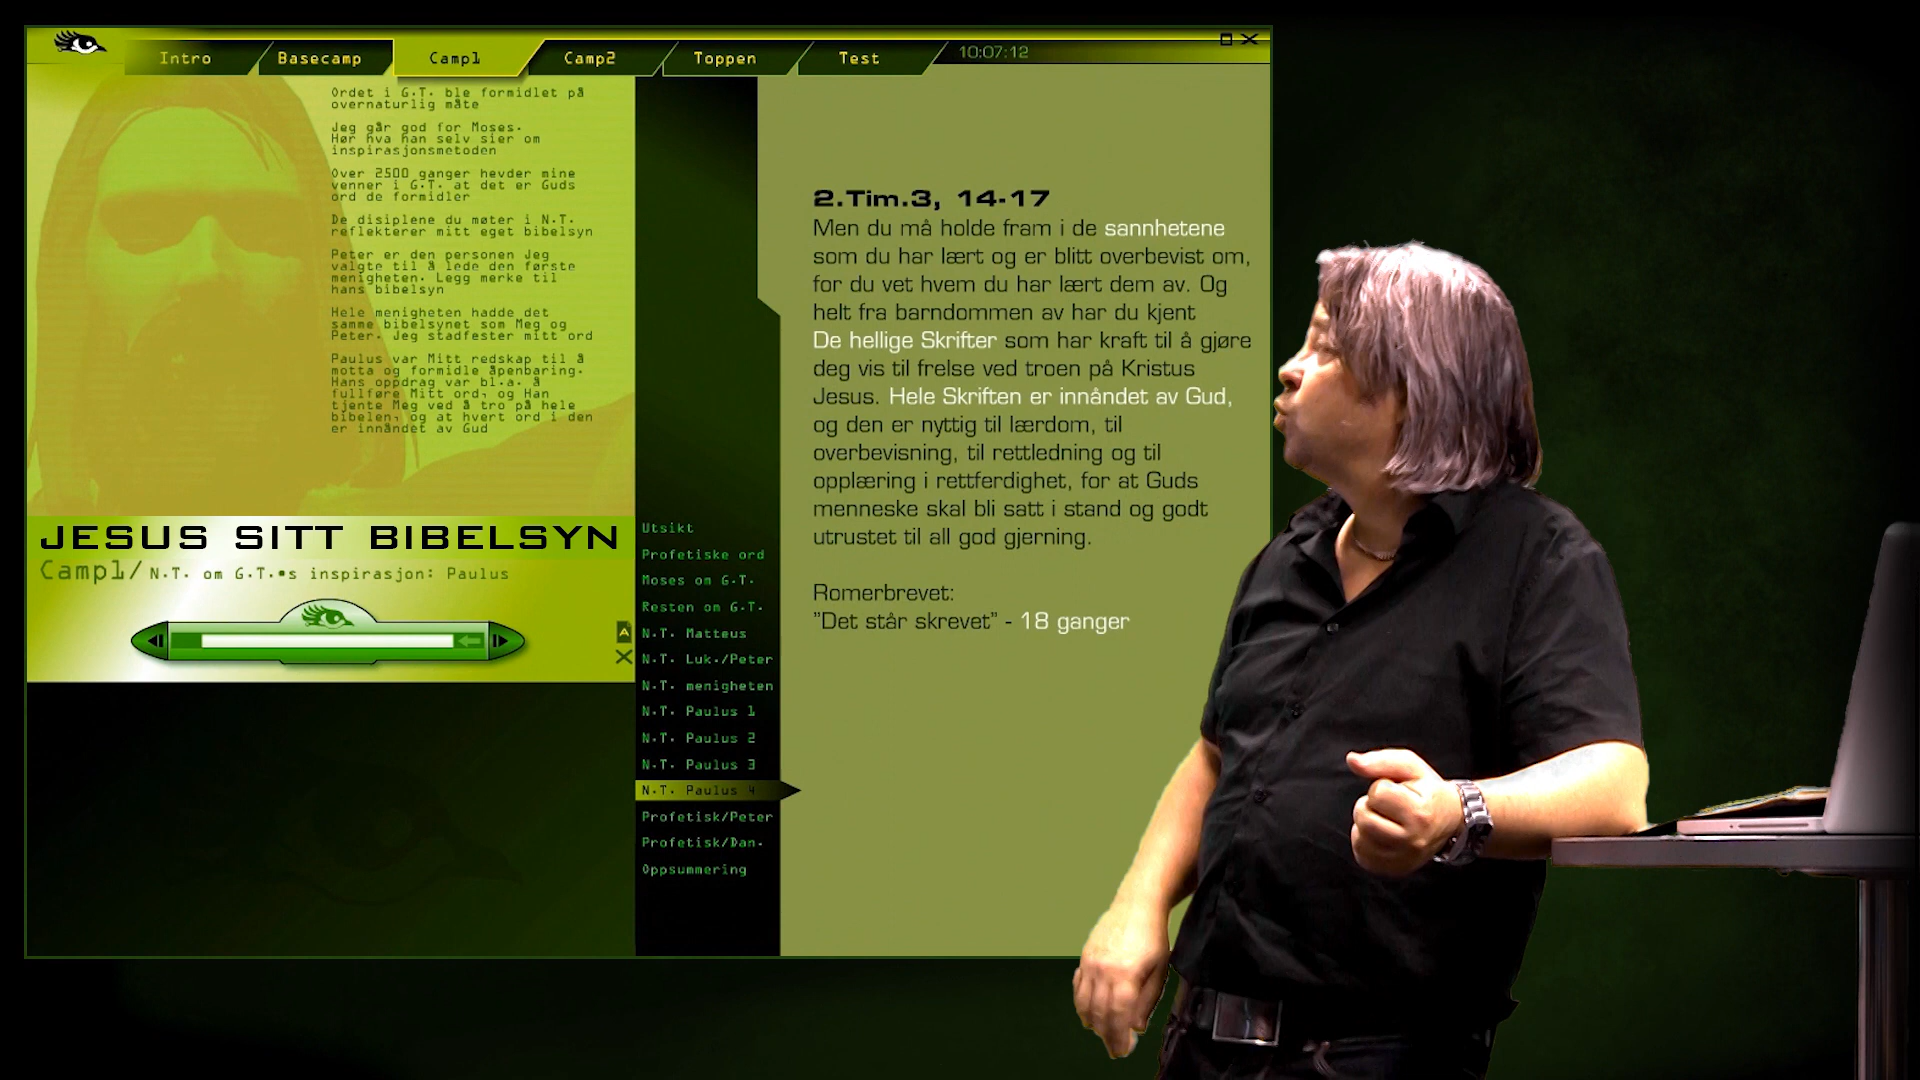 Intro
Basecamp
Camp1
Camp2
Toppen
Test
10:07:12
Ordet i G.T. ble formidlet på
overnaturlig måte
Jeg går god for Moses.
Hør hva han selv sier om
inspirasjonsmetoden
Over 2500 ganger hevder mine
venner i G.T. at det er Guds
ord de formidler
De disiplene du møter i N.T.
reflekterer mitt eget bibelsyn
Peter er den personen Jeg
valgte til å lede den første
menigheten. Legg merke til
hans bibelsyn
Hele menigheten hadde det
samme bibelsynet som Meg og
Peter. Jeg stadfester mitt ord
Paulus var Mitt redskap til å
motta og formidle åpenbaring.
Hans oppdrag var bl.a. å
fullføre Mitt ord, og Han
tjente Meg ved å tro på hele
bibelen, og at hvert ord i den
er innåndet av Gud
JESUS SITT BIBELSYN
Camp1/ N.T. om G.T.•s inspirasjon: Paulus
A
Utsikt
Profetiske ord
Moses om G.T.
Resten om G.T.
N.T. Matteus
N.T. Luk./Peter
N.T. menigheten
N.T. Paulus 1
N.T. Paulus 2
N.T. Paulus 3
N.T. Paulus 4
Profetisk/Peter
Profetisk/Dan.
Oppsummering
2.Tim.3, 14-17
Men du må holde fram i de sannhetene
som du har lært og er blitt overbevist om,
for du vet hvem du har lært dem av. Og
helt fra barndommen av har du kjent
De hellige Skrifter som har kraft til å gjøre
deg vis til frelse ved troen på Kristus
Jesus. Hele Skriften er innåndet av Gud,
og den er nyttig til lærdom, til
overbevisning, til rettledning og til
opplæring i rettferdighet, for at Guds
menneske skal bli satt i stand og godt
utrustet til all god gjerning.
Romerbrevet:
”Det står skrevet” - 18 ganger